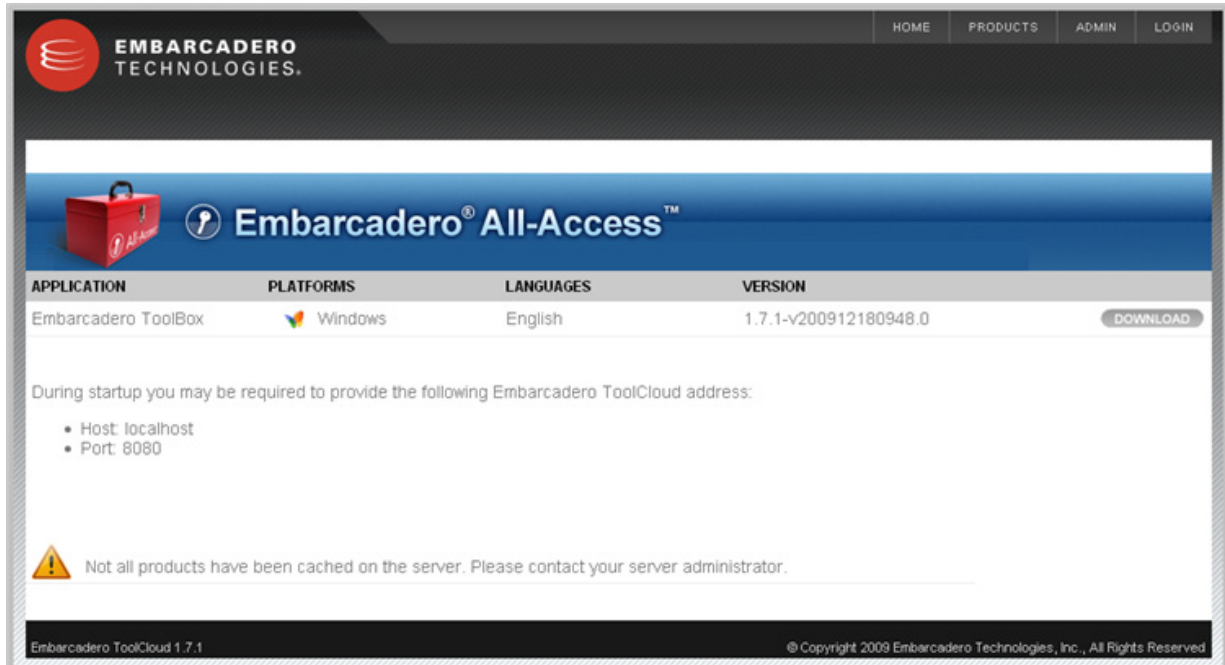 EMBARCADERO
TECHNOLOGIES.
HOME PRODUCTS ADMIN LOGIN
All-Access
Embarcadero® All-Access™
APPLICATION PLATFORMS LANGUAGES VERSION
Embarcadero ToolBox Windows English 1.7.1-v200912180948.0 DOWNLOAD
During startup you may be required to provide the following Embarcadero ToolCloud address:
• Host: localhost
• Port: 8080
Not all products have been cached on the server. Please contact your server administrator.
Embarcadero ToolCloud 1.7.1 © Copyright 2009 Embarcadero Technologies, Inc., All Rights Reserved